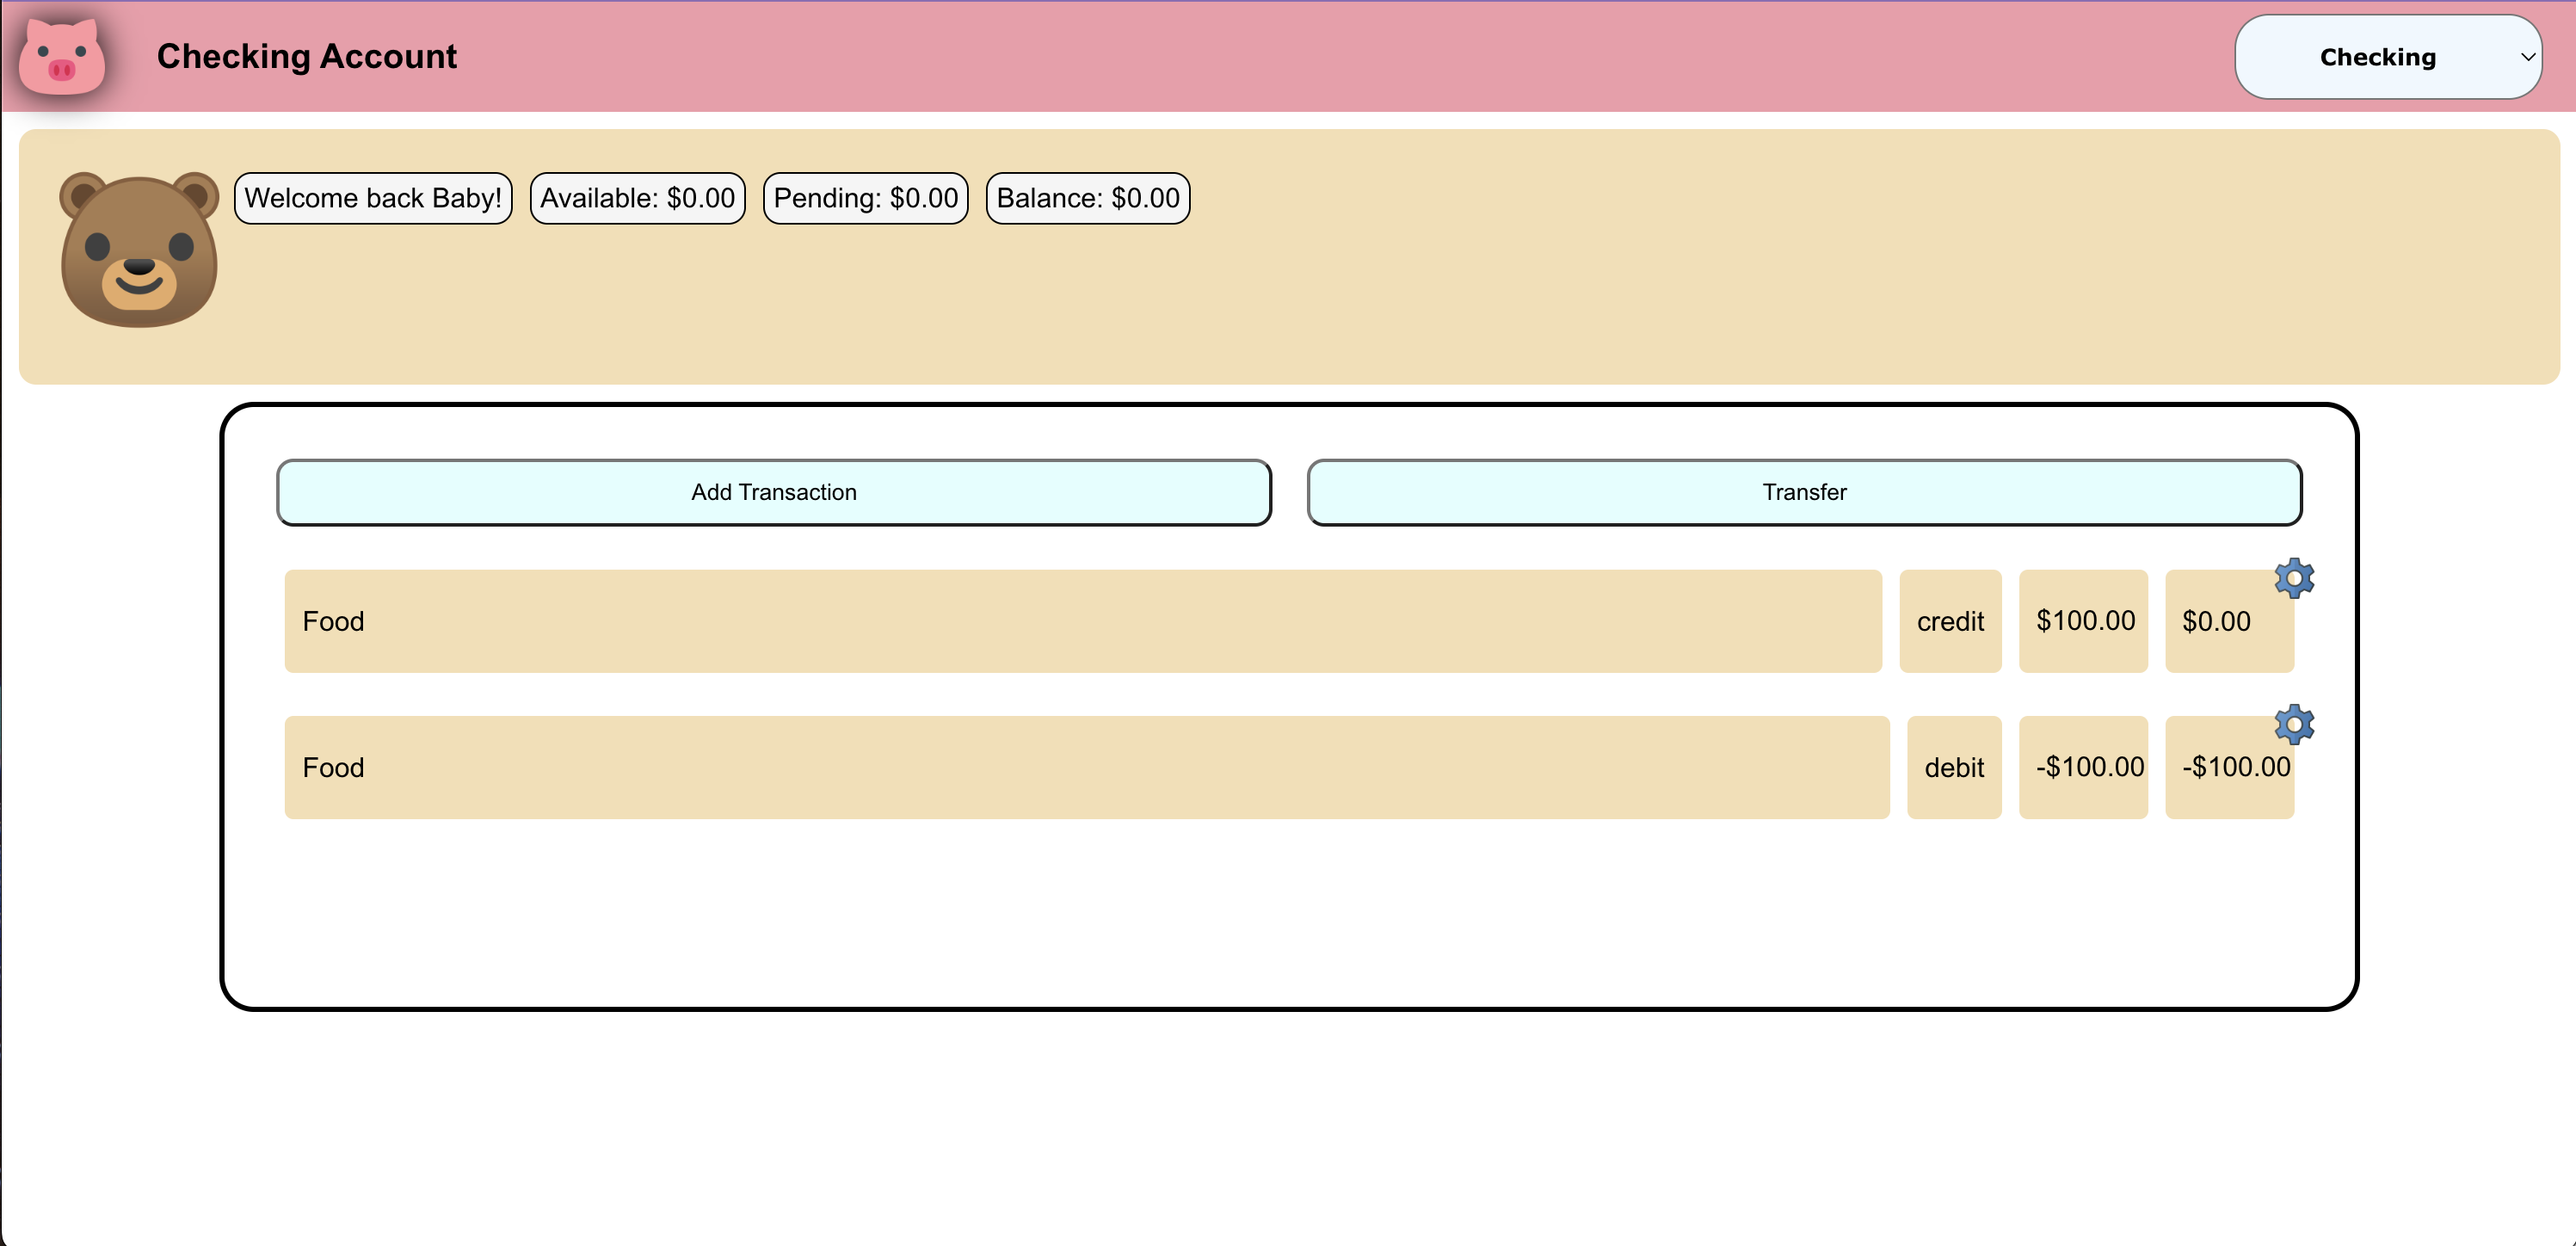 Checking Account
Checking
Welcome back Baby! Available: $0.00 Pending: $0.00 Balance: $0.00
Add Transaction Transfer
Food credit $100.00 $0.00
Food debit -$100.00 -$100.00